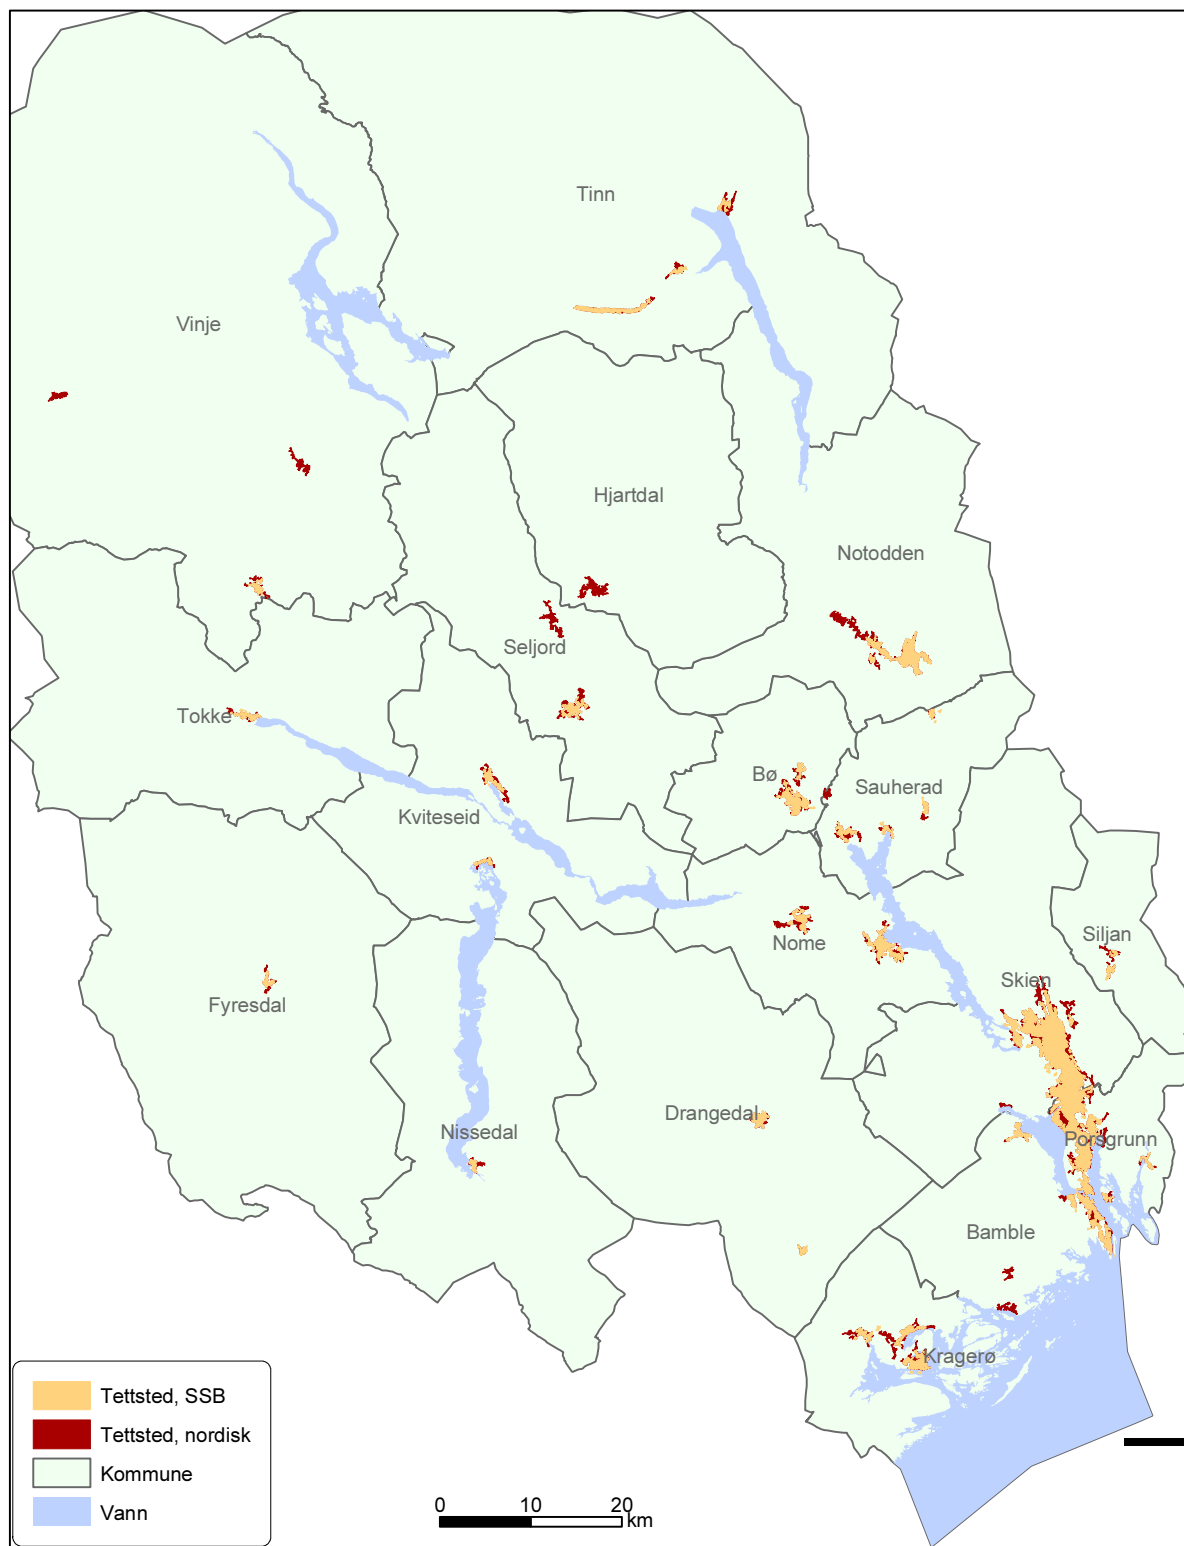 Tinn
Vinje
Hjartdal
Notodden
Seljord
Tokke
Bø
Sauherad
Kviteseid
Siljan
Nome
Skien
Fyresdal
Drangedal
Nissedal
Porsgrunn
Bamble
Kragerø
Tettsted, SSB
Tettsted, nordisk
Kommune
Vann
0 10 20
km